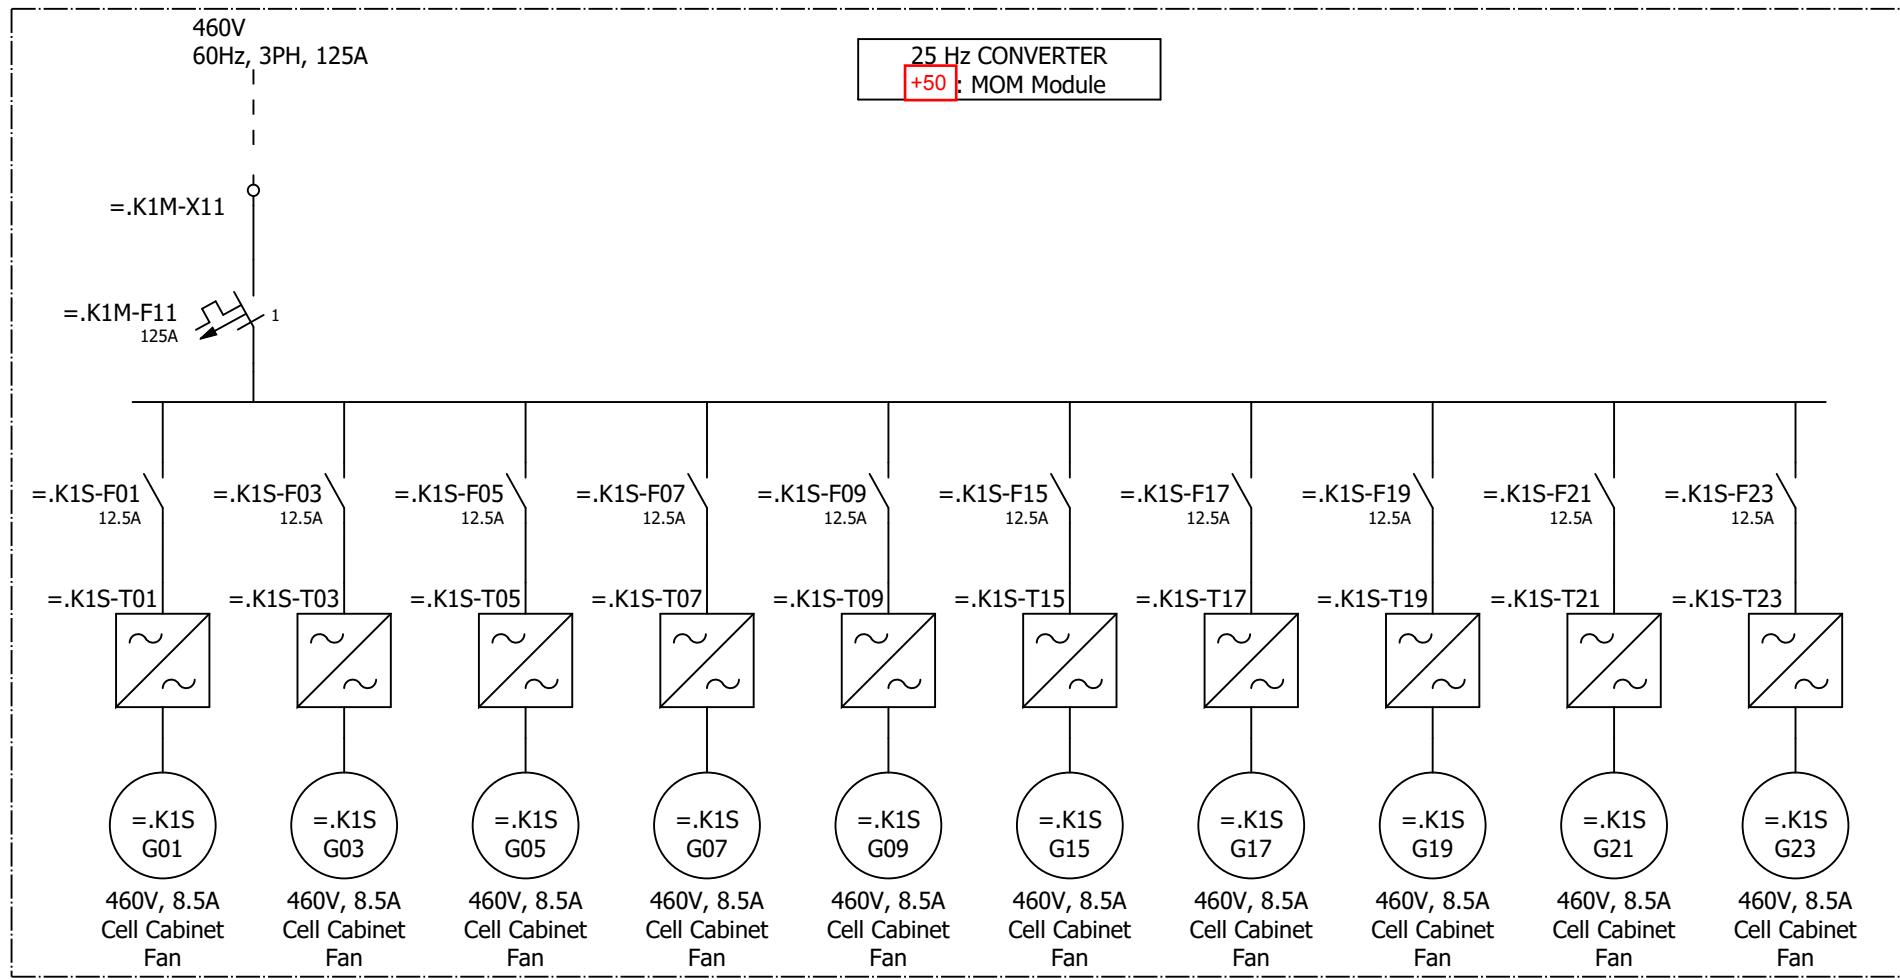 460V
60Hz, 3PH, 125A
25 Hz CONVERTER
+50 : MOM Module
=.K1M-X11
=.K1M-F11
125A
1
=.K1S-F01
12.5A
=.K1S-F03
12.5A
=.K1S-F05
12.5A
=.K1S-F07
12.5A
=.K1S-F09
12.5A
=.K1S-F15
12.5A
=.K1S-F17
12.5A
=.K1S-F19
12.5A
=.K1S-F21
12.5A
=.K1S-F23
12.5A
=.K1S-T01
=.K1S-T03
=.K1S-T05
=.K1S-T07
=.K1S-T09
=.K1S-T15
=.K1S-T17
=.K1S-T19
=.K1S-T21
=.K1S-T23
=.K1S
G01
=.K1S
G03
=.K1S
G05
=.K1S
G07
=.K1S
G09
=.K1S
G15
=.K1S
G17
=.K1S
G19
=.K1S
G21
=.K1S
G23
460V, 8.5A
Cell Cabinet
Fan
460V, 8.5A
Cell Cabinet
Fan
460V, 8.5A
Cell Cabinet
Fan
460V, 8.5A
Cell Cabinet
Fan
460V, 8.5A
Cell Cabinet
Fan
460V, 8.5A
Cell Cabinet
Fan
460V, 8.5A
Cell Cabinet
Fan
460V, 8.5A
Cell Cabinet
Fan
460V, 8.5A
Cell Cabinet
Fan
460V, 8.5A
Cell Cabinet
Fan